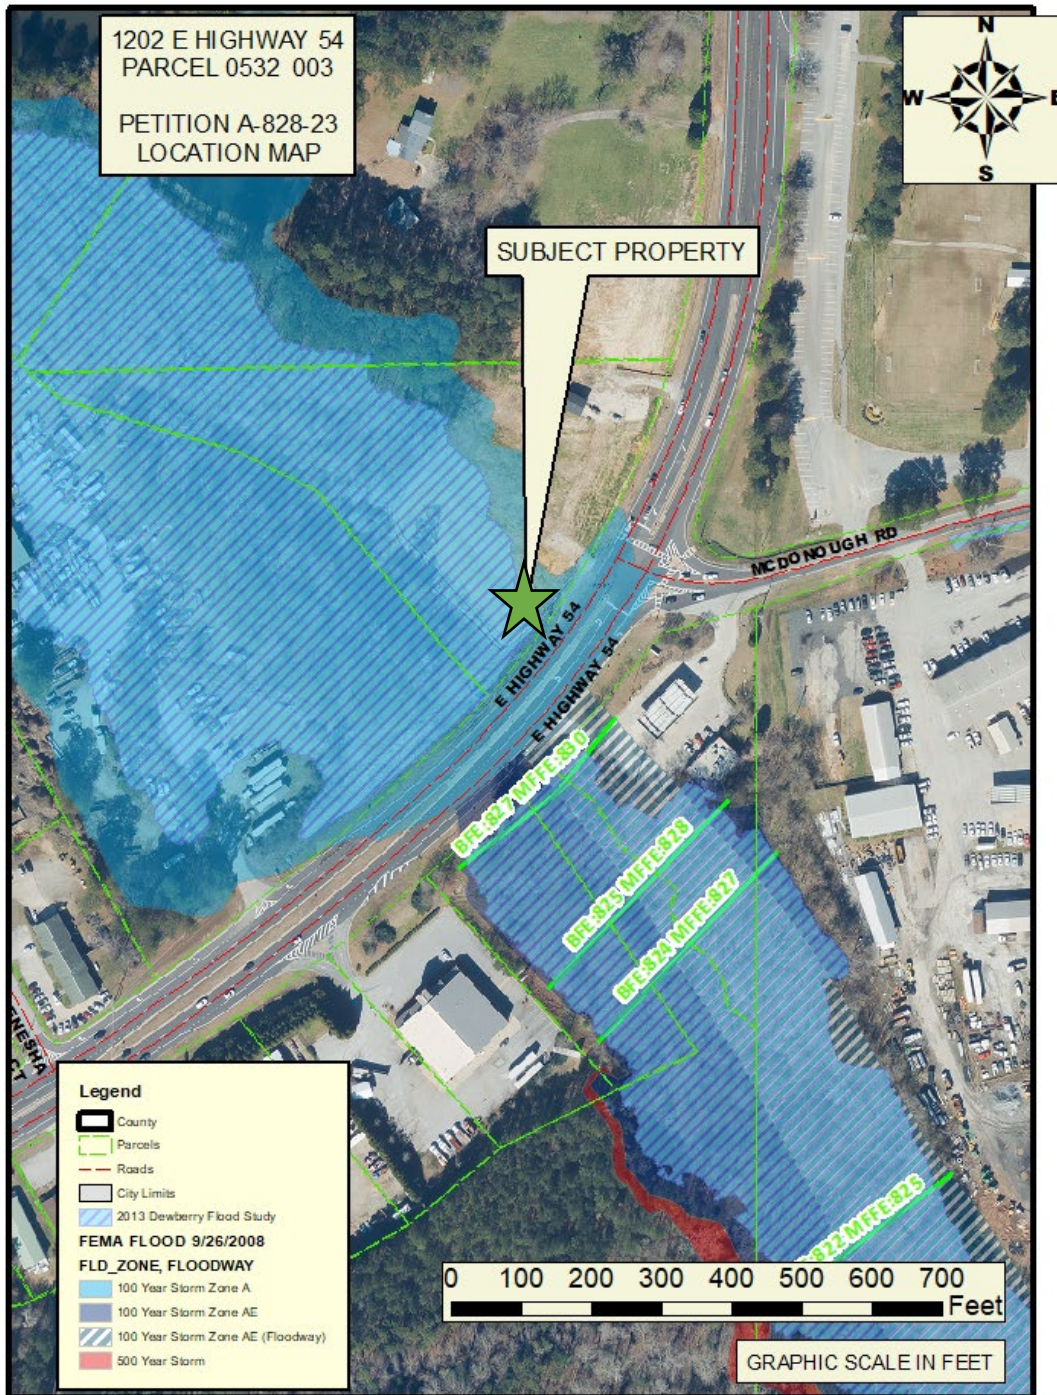 1202 E HIGHWAY 54
PARCEL 0532 003
PETITION A-828-23
LOCATION MAP
N
W
E
S
SUBJECT PROPERTY
MCDONOUGH RD
E HIGHWAY 54
E HIGHWAY 54
BFE:827 MFFE:830
BFE:825 MFFE:828
BFE:824 MFFE:827
:822 MFFE:825
ENESHA
CT
Legend
County
Parcels
Roads
City Limits
2013 Dewberry Flood Study
FEMA FLOOD 9/26/2008
FLD_ZONE, FLOODWAY
100 Year Storm Zone A
100 Year Storm Zone AE
100 Year Storm Zone AE (Floodway)
500 Year Storm
0 100 200 300 400 500 600 700
Feet
GRAPHIC SCALE IN FEET